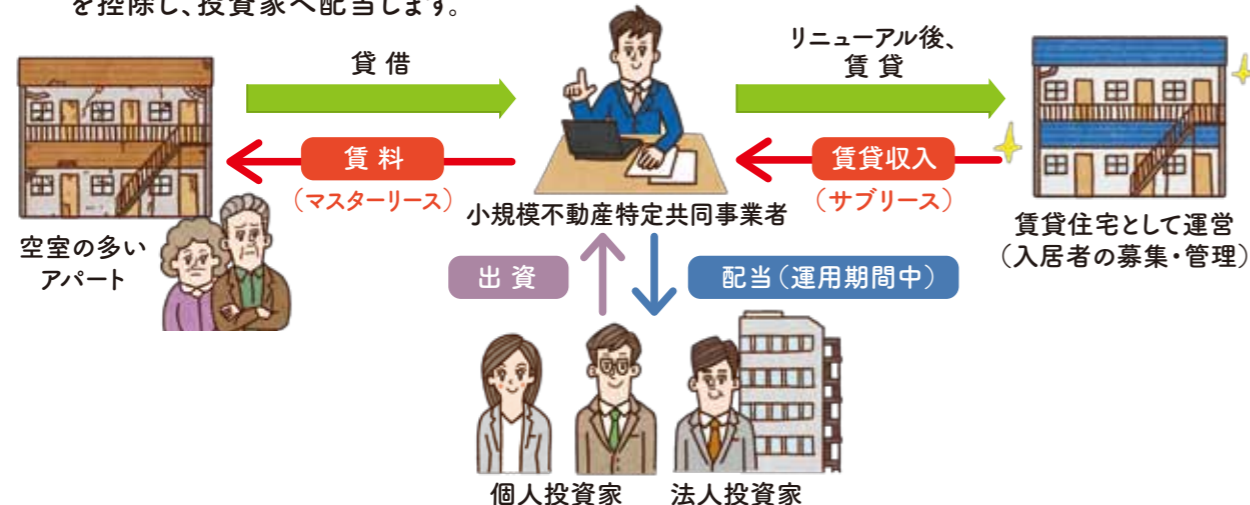 を控除し、投資家へ配当します。
貸借
リニューアル後、
賃貸
賃料
(マスターリース)
賃貸収入
(サブリース)
小規模不動産特定共同事業者
空室の多い
アパート
賃貸住宅として運営
(入居者の募集・管理)
出資
配当(運用期間中)
個人投資家
法人投資家